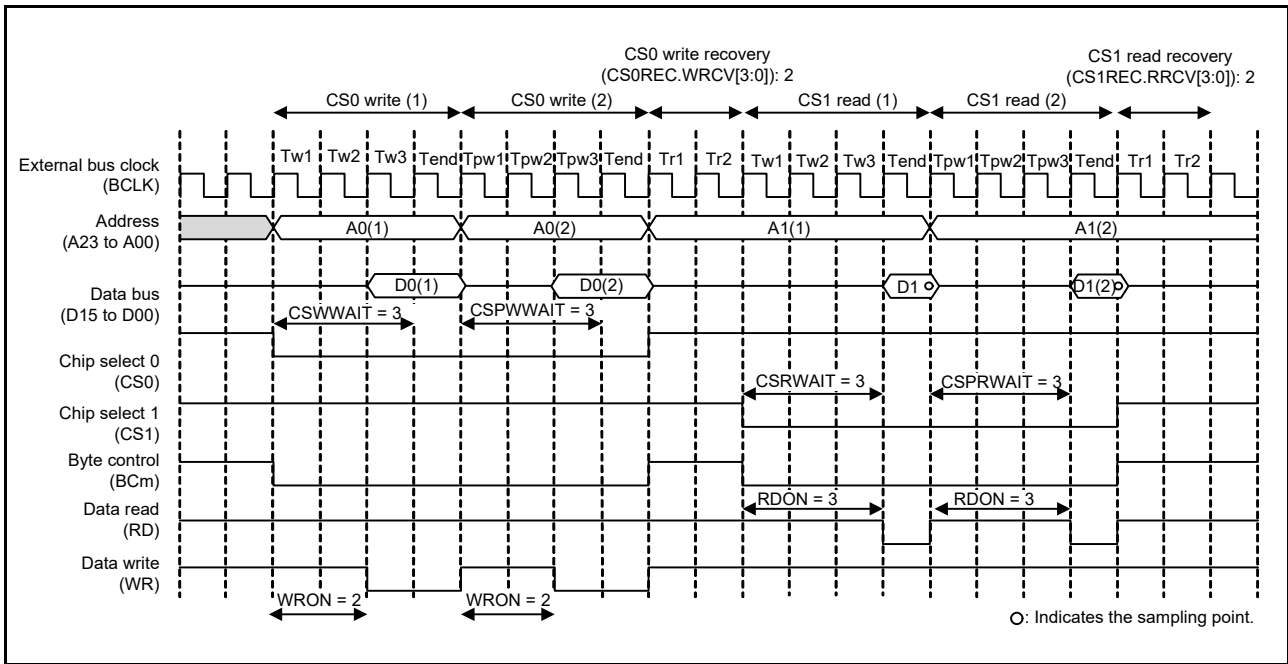 CS0 write recovery
(CS0REC.WRCV[3:0]): 2
CS1 read recovery
(CS1REC.RRCV[3:0]): 2
CS0 write (1)
CS0 write (2)
CS1 read (1)
CS1 read (2)
External bus clock
(BCLK)
Tw1 Tw2 Tw3 Tend Tpw1 Tpw2 Tpw3 Tend Tr1 Tr2 Tw1 Tw2 Tw3 Tend Tpw1 Tpw2 Tpw3 Tend Tr1 Tr2
Address
(A23 to A00)
A0(1) A0(2) A1(1) A1(2)
Data bus
(D15 to D00)
D0(1) D0(2) D1 D1(2)
CSWWAIT = 3 CSPWWAIT = 3
Chip select 0
(CS0)
CSRWAIT = 3 CSPRWAIT = 3
Chip select 1
(CS1)
Byte control
(BCm)
RDON = 3 RDON = 3
Data read
(RD)
Data write
(WR)
WRON = 2 WRON = 2
: Indicates the sampling point.